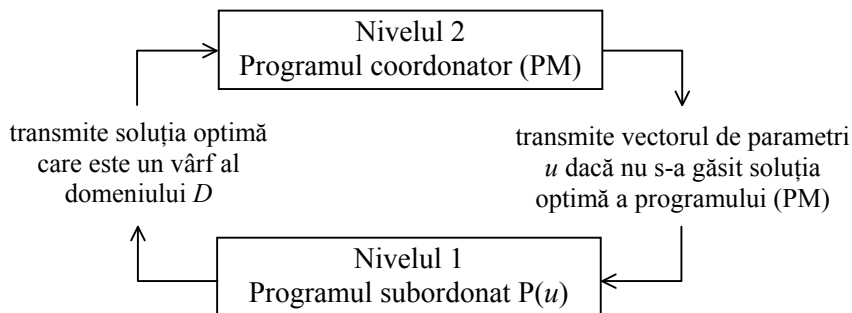 Nivelul 2
Programul coordonator (PM)
transmite soluția optimă
care este un vârf al
domeniului D
transmite vectorul de parametri
u dacă nu s-a găsit soluția
optimă a programului (PM)
Nivelul 1
Programul subordonat P(u)